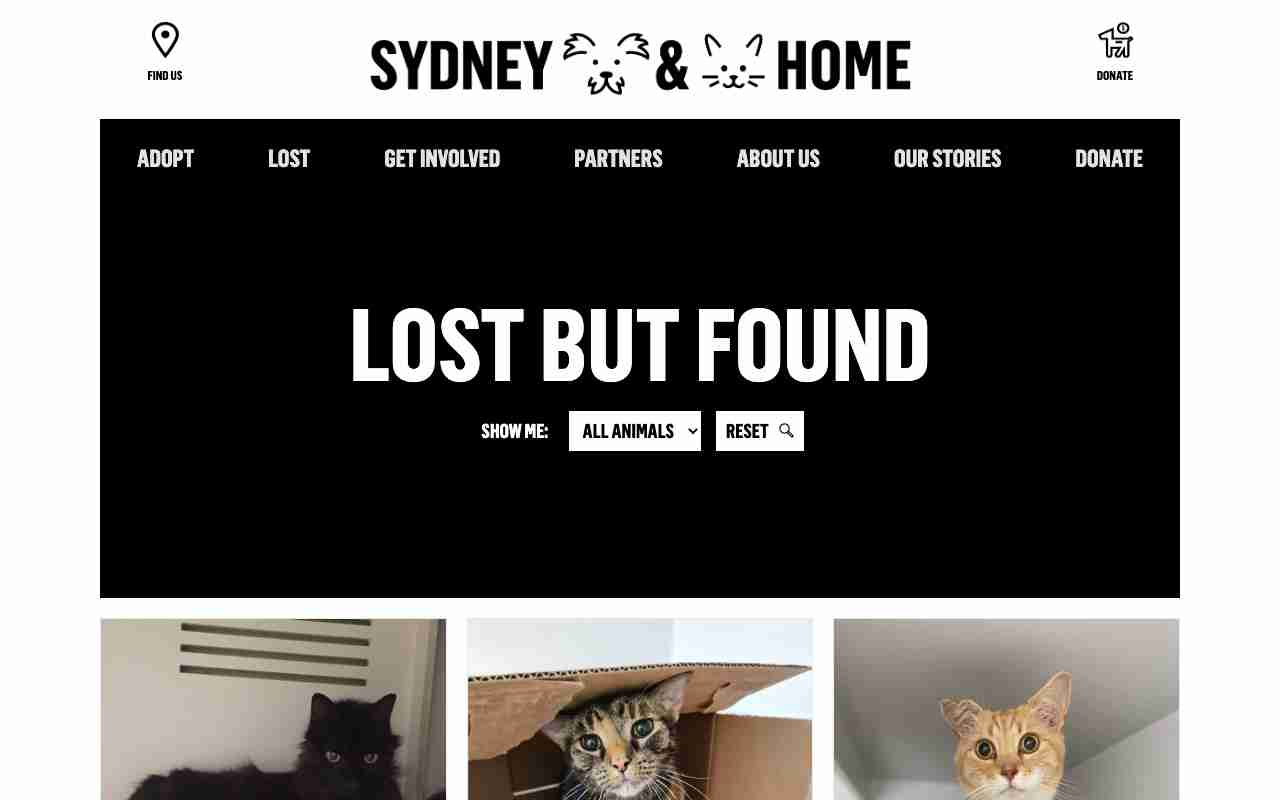 FIND US
SYDNEY & HOME
DONATE
ADOPT LOST GET INVOLVED PARTNERS ABOUT US OUR STORIES DONATE
LOST BUT FOUND
SHOW ME: ALL ANIMALS RESET